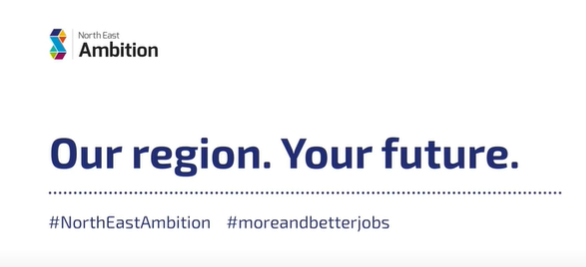 North East
Ambition
Our region. Your future.
#NorthEastAmbition #moreandbetterjobs